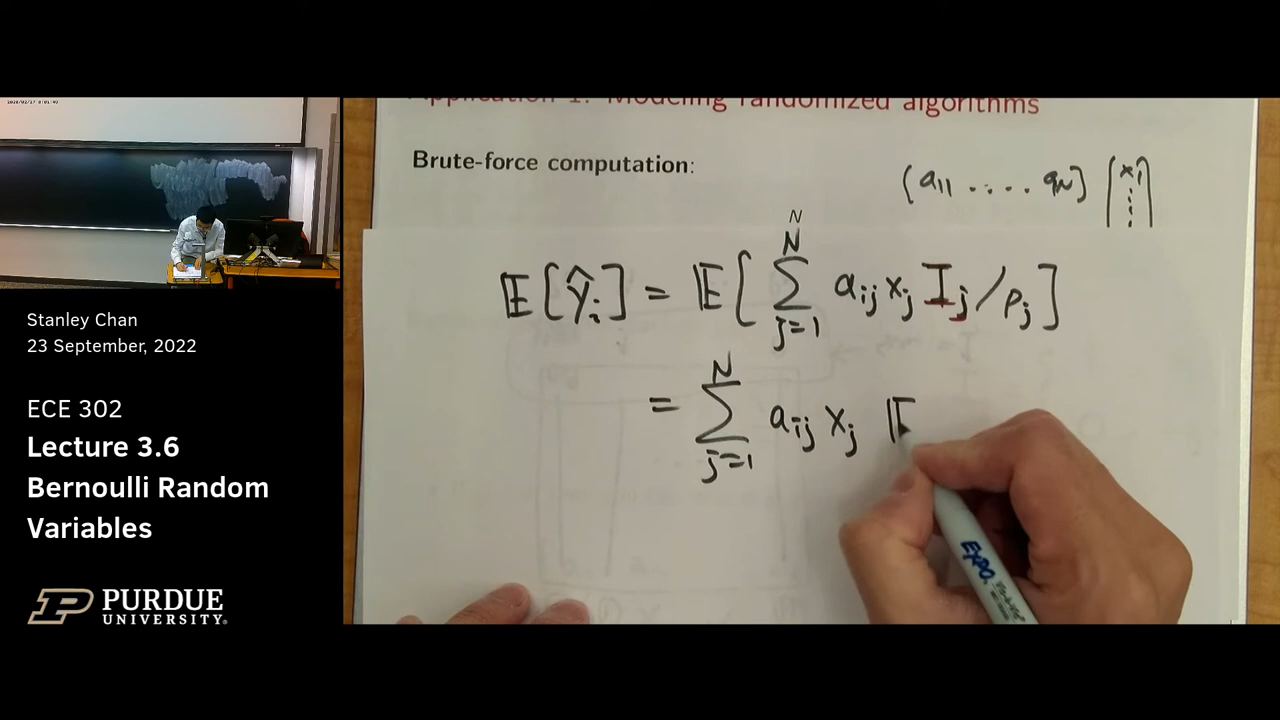 Application 1: Modeling randomized algorithms
Brute-force computation:
(a11 ..... aN) [x1
N
𝔼[Ŷi] = 𝔼[ ∑_{j=1}^{N} aij xj Ij / pj ]
= ∑_{j=1}^{N} aij xj 𝔼
EXPO
Stanley Chan
23 September, 2022
ECE 302
Lecture 3.6
Bernoulli Random
Variables
PURDUE
UNIVERSITY